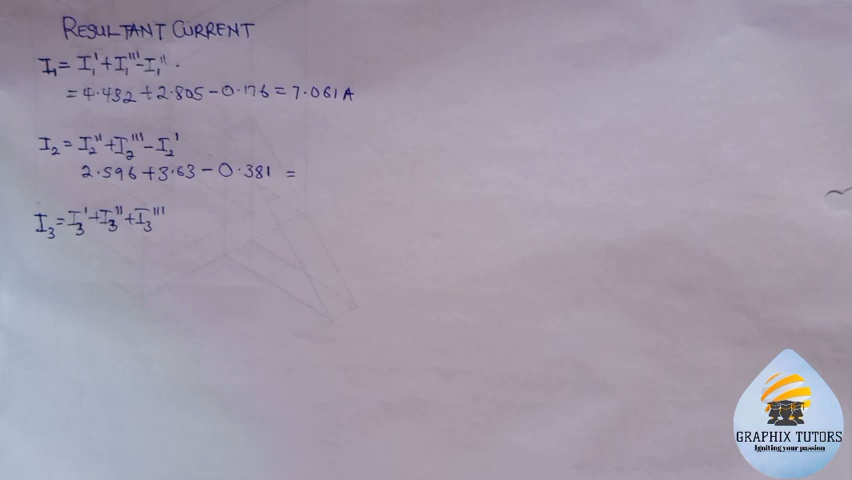 RESULTANT CURRENT
I₁ = I₁' + I₁''' - I₁''
= 4.432 + 2.805 - 0.176 = 7.061A
I₂ = I₂'' + I₂''' - I₂'
2.596 + 3.63 - 0.381 =
I₃ = I₃' + I₃'' + I₃'''
GRAPHIX TUTORS
igniting your passion